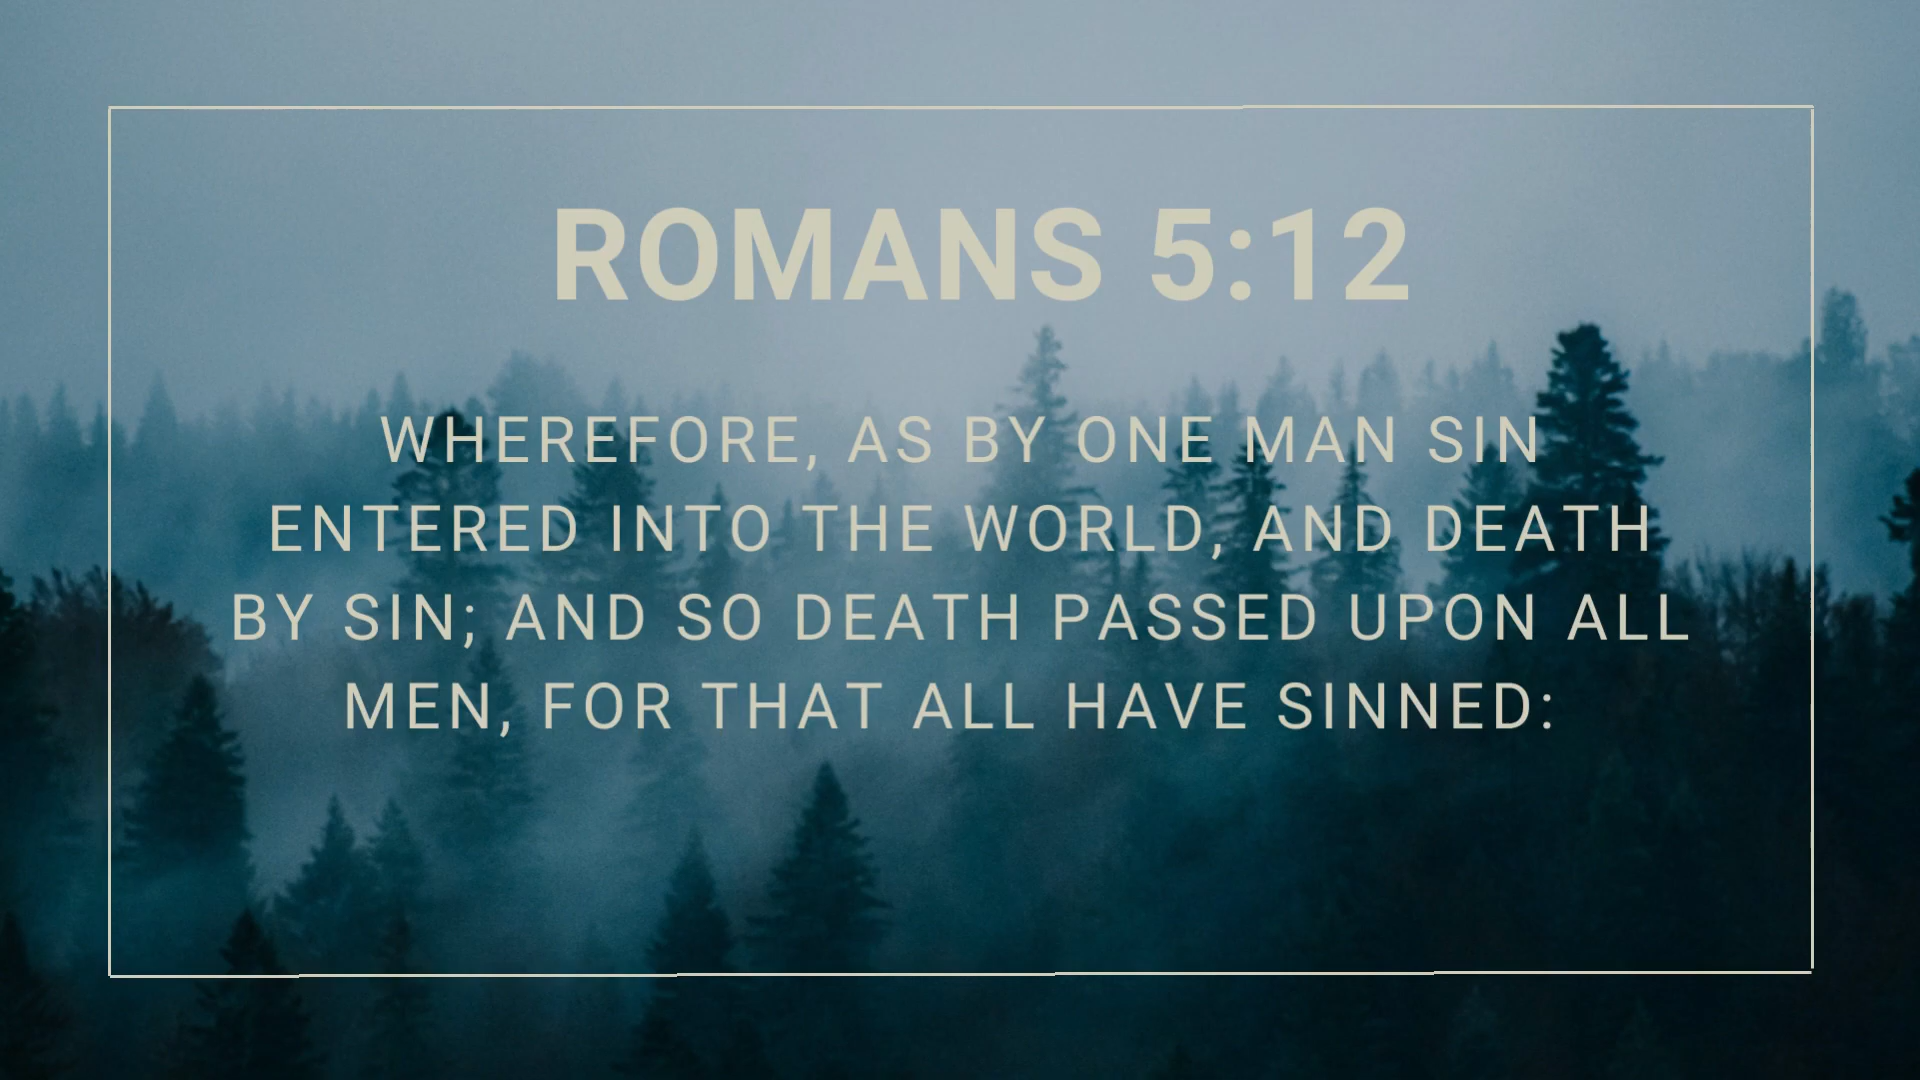 ROMANS 5:12
WHEREFORE, AS BY ONE MAN SIN
ENTERED INTO THE WORLD, AND DEATH
BY SIN; AND SO DEATH PASSED UPON ALL
MEN, FOR THAT ALL HAVE SINNED: